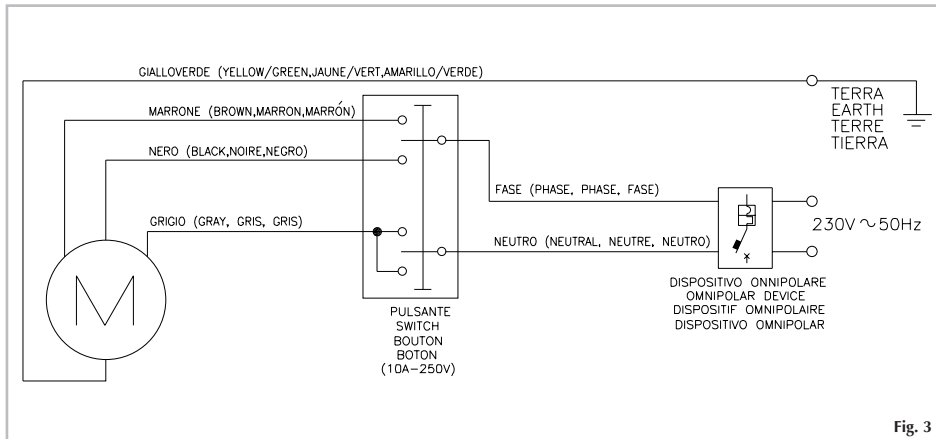 GIALLOVERDE (YELLOW/GREEN,JAUNE/VERT,AMARILLO/VERDE)
TERRA
EARTH
TERRE
TIERRA
MARRONE (BROWN,MARRON,MARRÓN)
NERO (BLACK,NOIRE,NEGRO)
FASE (PHASE, PHASE, FASE)
GRIGIO (GRAY, GRIS, GRIS)
230V ~ 50Hz
NEUTRO (NEUTRAL, NEUTRE, NEUTRO)
M
DISPOSITIVO ONNIPOLARE
OMNIPOLAR DEVICE
DISPOSITIF OMNIPOLAIRE
DISPOSITIVO OMNIPOLAR
PULSANTE
SWITCH
BOUTON
BOTON
(10A-250V)
Fig. 3